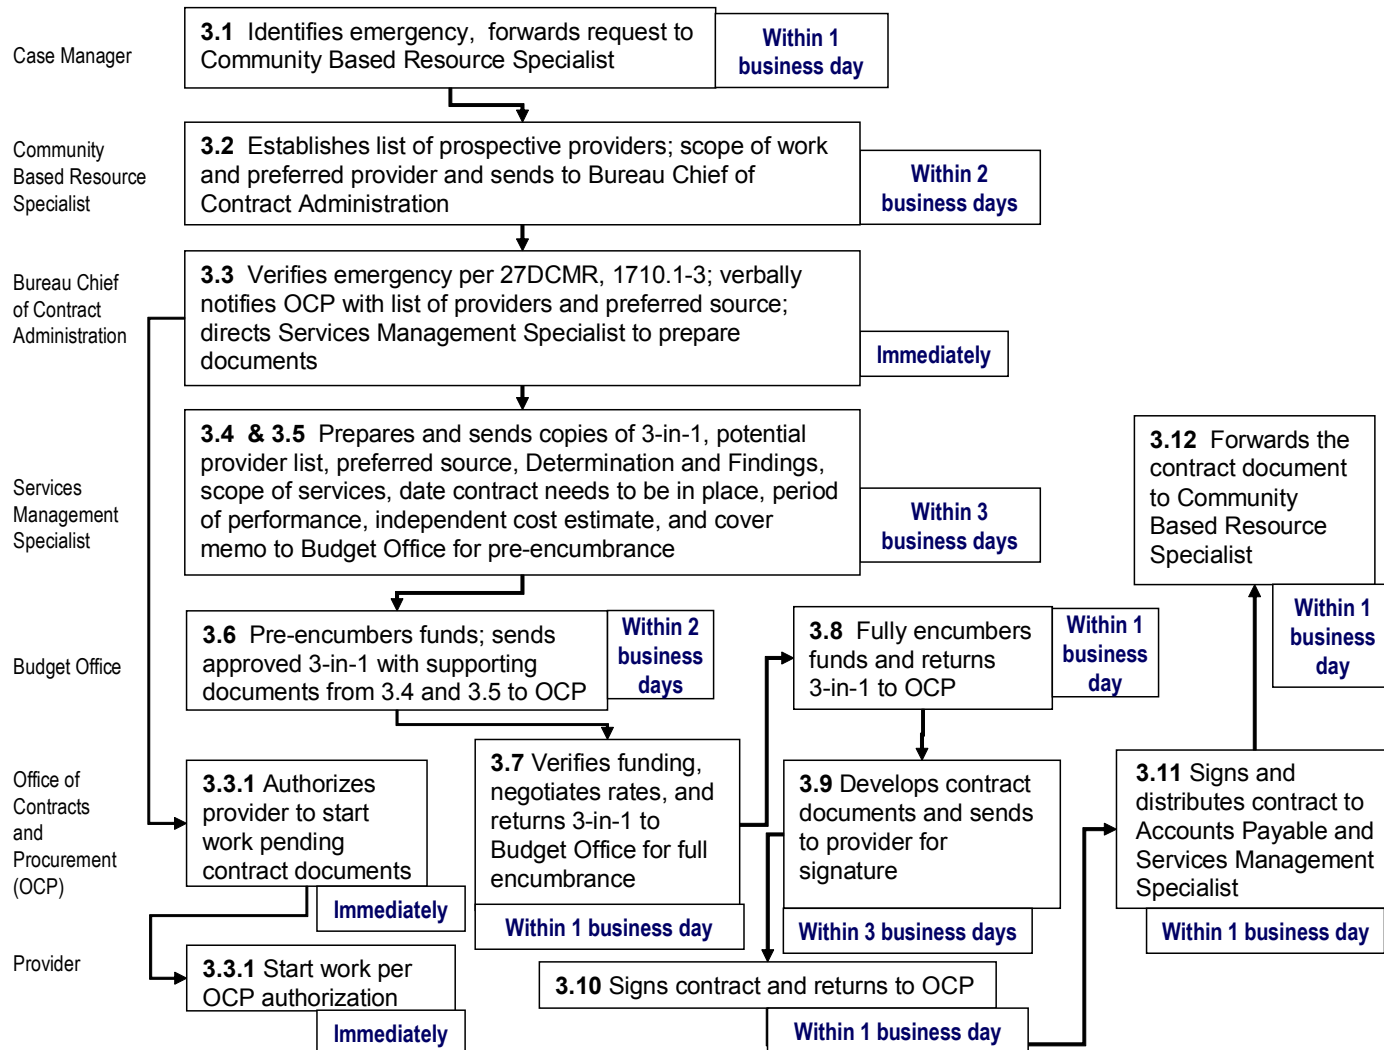 Case Manager
3.1 Identifies emergency, forwards request to
Community Based Resource Specialist
Within 1
business day
Community
Based Resource
Specialist
3.2 Establishes list of prospective providers; scope of work
and preferred provider and sends to Bureau Chief of
Contract Administration
Within 2
business days
Bureau Chief
of Contract
Administration
3.3 Verifies emergency per 27DCMR, 1710.1-3; verbally
notifies OCP with list of providers and preferred source;
directs Services Management Specialist to prepare
documents
Immediately
Services
Management
Specialist
3.4 & 3.5 Prepares and sends copies of 3-in-1, potential
provider list, preferred source, Determination and Findings,
scope of services, date contract needs to be in place, period
of performance, independent cost estimate, and cover
memo to Budget Office for pre-encumbrance
Within 3
business days
3.12 Forwards the
contract document
to Community
Based Resource
Specialist
Within 1
business
day
Budget Office
3.6 Pre-encumbers funds; sends
approved 3-in-1 with supporting
documents from 3.4 and 3.5 to OCP
Within 2
business
days
3.8 Fully encumbers
funds and returns
3-in-1 to OCP
Within 1
business
day
Office of
Contracts
and
Procurement
(OCP)
3.3.1 Authorizes
provider to start
work pending
contract documents
Immediately
3.7 Verifies funding,
negotiates rates, and
returns 3-in-1 to
Budget Office for full
encumbrance
Within 1 business day
3.9 Develops contract
documents and sends
to provider for
signature
Within 3 business days
3.11 Signs and
distributes contract to
Accounts Payable and
Services Management
Specialist
Within 1 business day
Provider
3.3.1 Start work per
OCP authorization
Immediately
3.10 Signs contract and returns to OCP
Within 1 business day